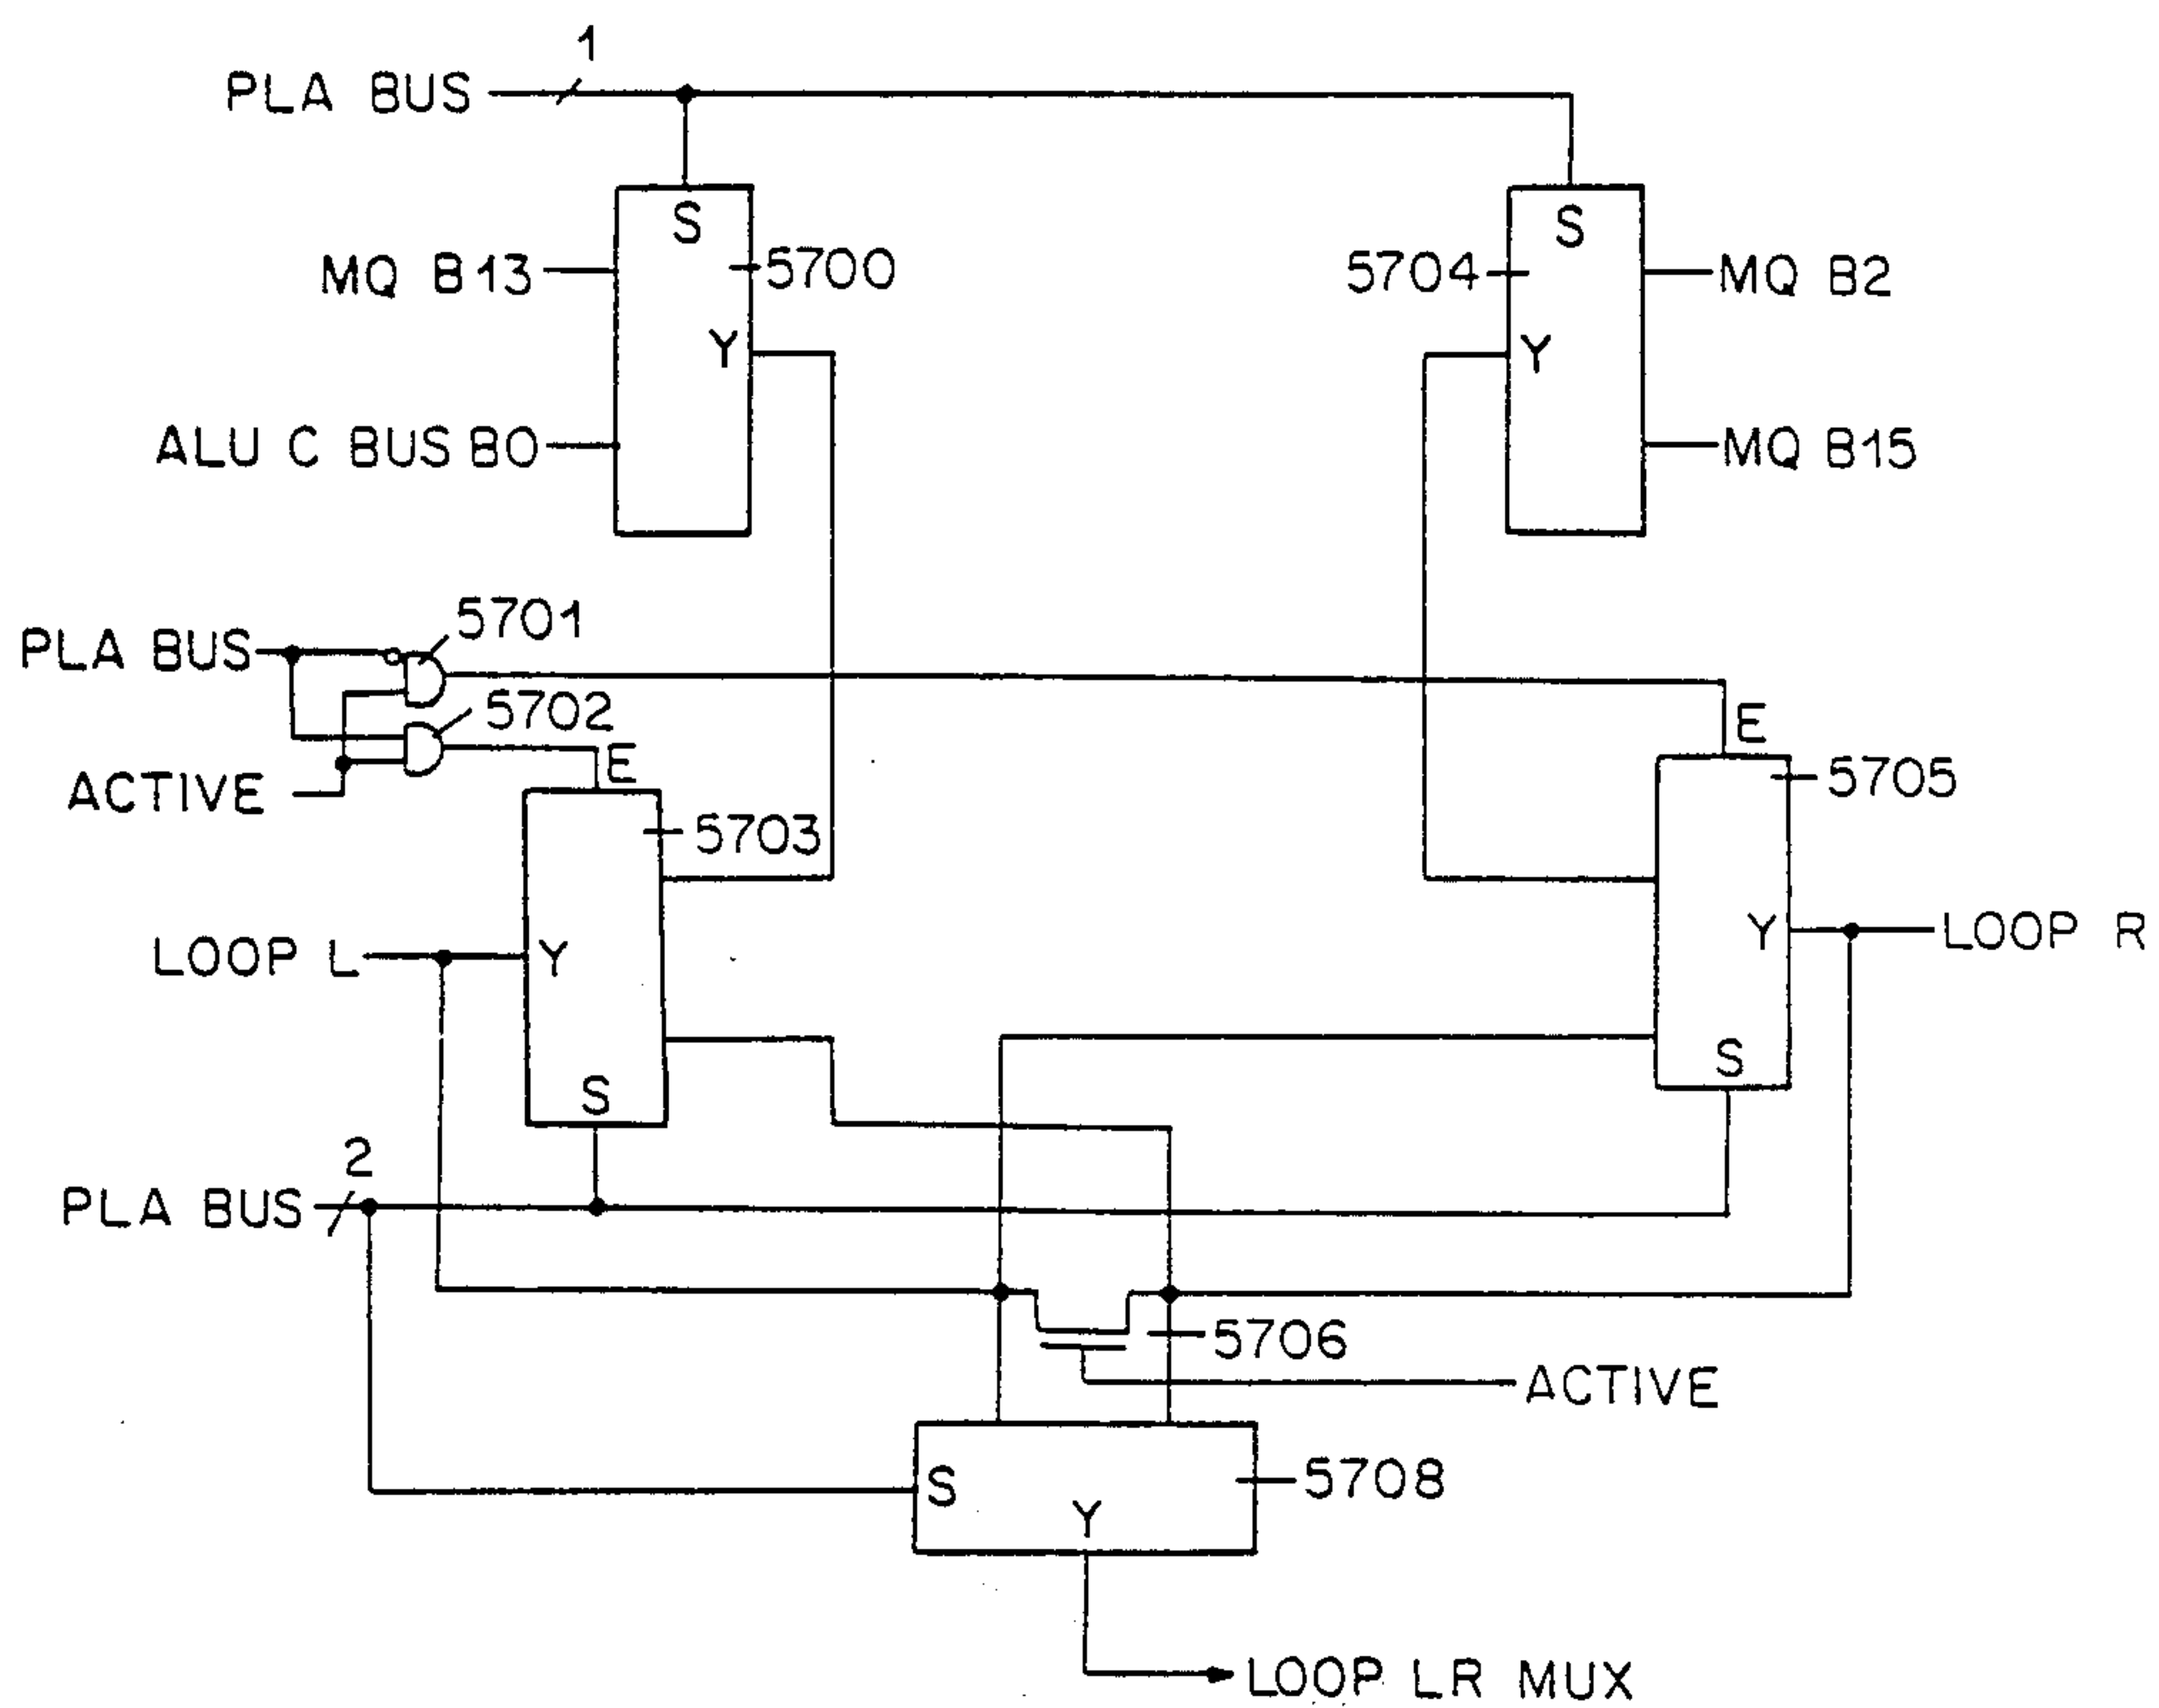 1
PLA BUS
S
S
MQ B13
5700
5704
MQ B2
Y
Y
ALU C BUS B0
MQ B15
5701
PLA BUS
5702
E
E
ACTIVE
5705
5703
LOOP L
Y
Y
LOOP R
S
S
2
PLA BUS
5706
ACTIVE
S
5708
Y
LOOP LR MUX